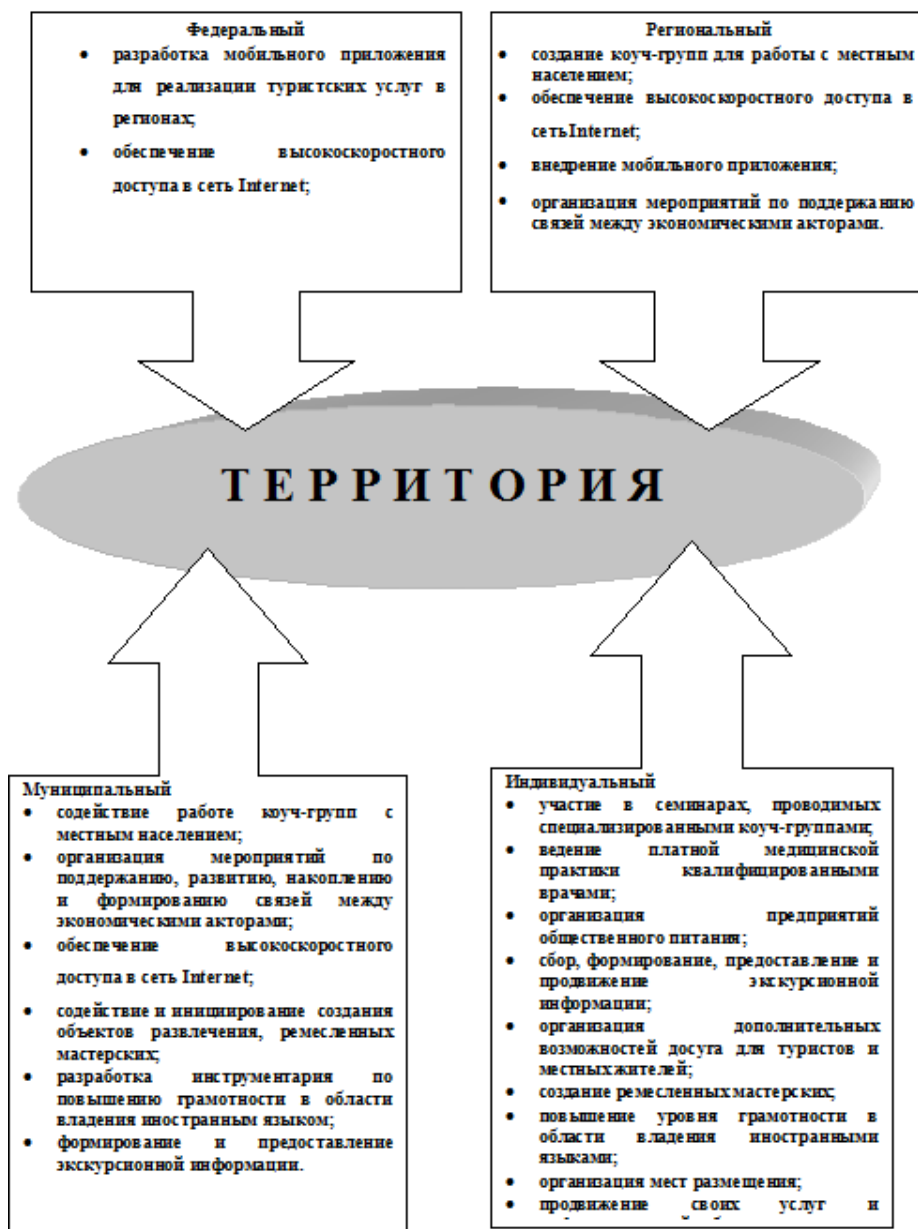 Федеральный
• разработка мобильного приложения
для реализации туристских услуг в
регионах;
• обеспечение высокоскоростного
доступа в сеть Internet;
Региональный
• создание коуч-групп для работы с местным
населением;
• обеспечение высокоскоростного доступа в
сеть Internet;
• внедрение мобильного приложения;
• организация мероприятий по поддержанию
связей между экономическими акторами.
ТЕРРИТОРИЯ
Муниципальный
• содействие работе коуч-групп с
местным населением;
• организация мероприятий по
поддержанию, развитию, накоплению
и формированию связей между
экономическими акторами;
• обеспечение высокоскоростного
доступа в сеть Internet;
• содействие и инициирование создания
объектов развлечения, ремесленных
мастерских;
• разработка инструментария по
повышению грамотности в области
владения иностранным языком;
• формирование и предоставление
экскурсионной информации.
Индивидуальный
• участие в семинарах, проводимых
специализированными коуч-группами;
• ведение платной медицинской
практики квалифицированными
врачами;
• организация предприятий
общественного питания;
• сбор, формирование, предоставление и
продвижение экскурсионной
информации;
• организация дополнительных
возможностей досуга для туристов и
местных жителей;
• создание ремесленных мастерских;
• повышение уровня грамотности в
области владения иностранными
языками;
• организация мест размещения;
• продвижение своих услуг и